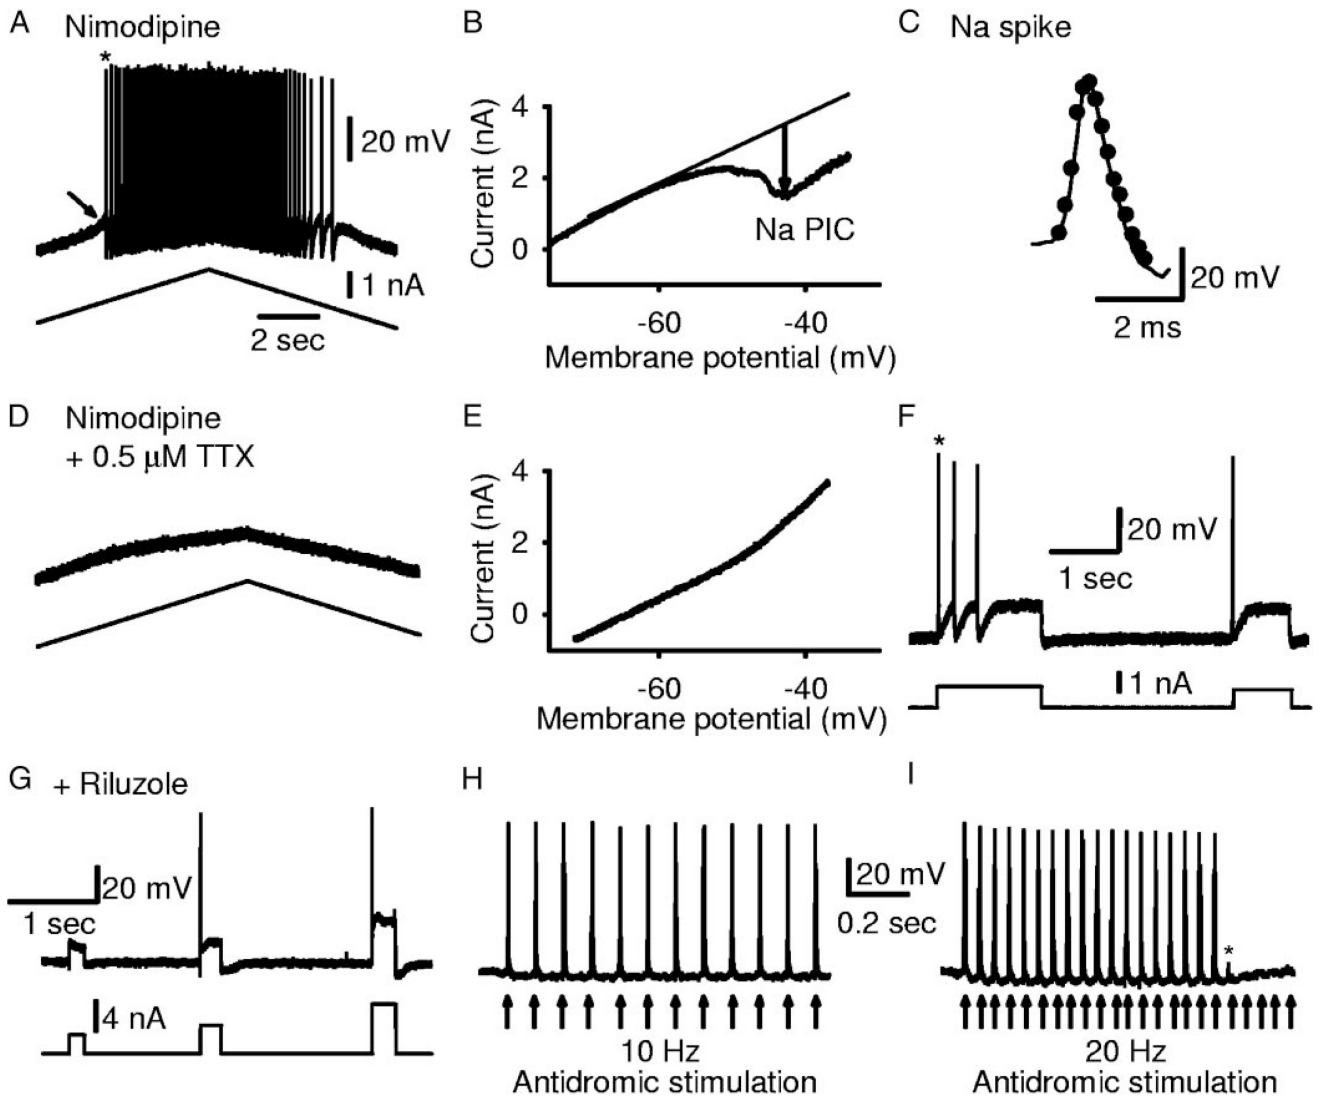 A Nimodipine
*
20 mV
1 nA
2 sec
B
Current (nA)
4
2
0
Na PIC
-60 -40
Membrane potential (mV)
C Na spike
20 mV
2 ms
D Nimodipine
+ 0.5 μM TTX
E
Current (nA)
4
2
0
-60 -40
Membrane potential (mV)
F
*
20 mV
1 sec
1 nA
G + Riluzole
20 mV
1 sec
4 nA
H
10 Hz
Antidromic stimulation
20 mV
0.2 sec
I
*
20 Hz
Antidromic stimulation